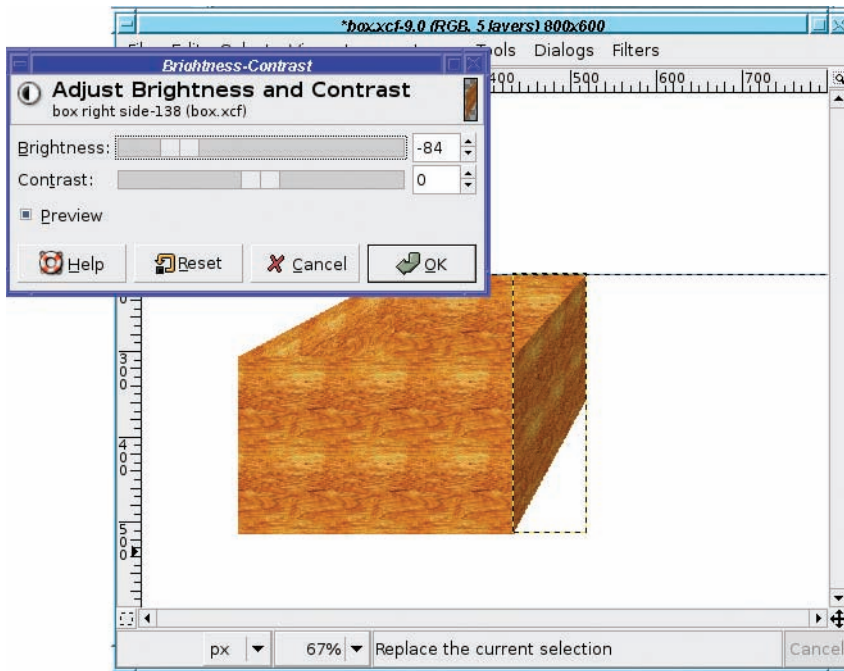 *box.xcf-9.0 (RGB, 5 layers) 800x600
Tools Dialogs Filters
Brightness-Contrast
Adjust Brightness and Contrast
box right side-138 (box.xcf)
Brightness: -84
Contrast: 0
Preview
Help Reset Cancel OK
400 500 600 700
300
400
500
px 67% Replace the current selection Cancel